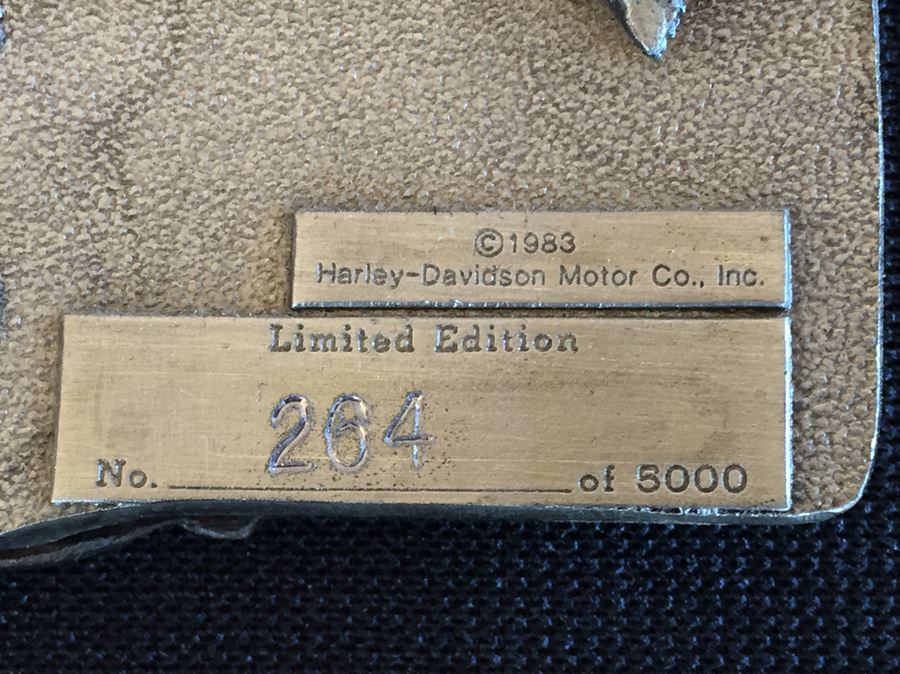 ©1983
Harley-Davidson Motor Co., Inc.
Limited Edition
264
No. of 5000